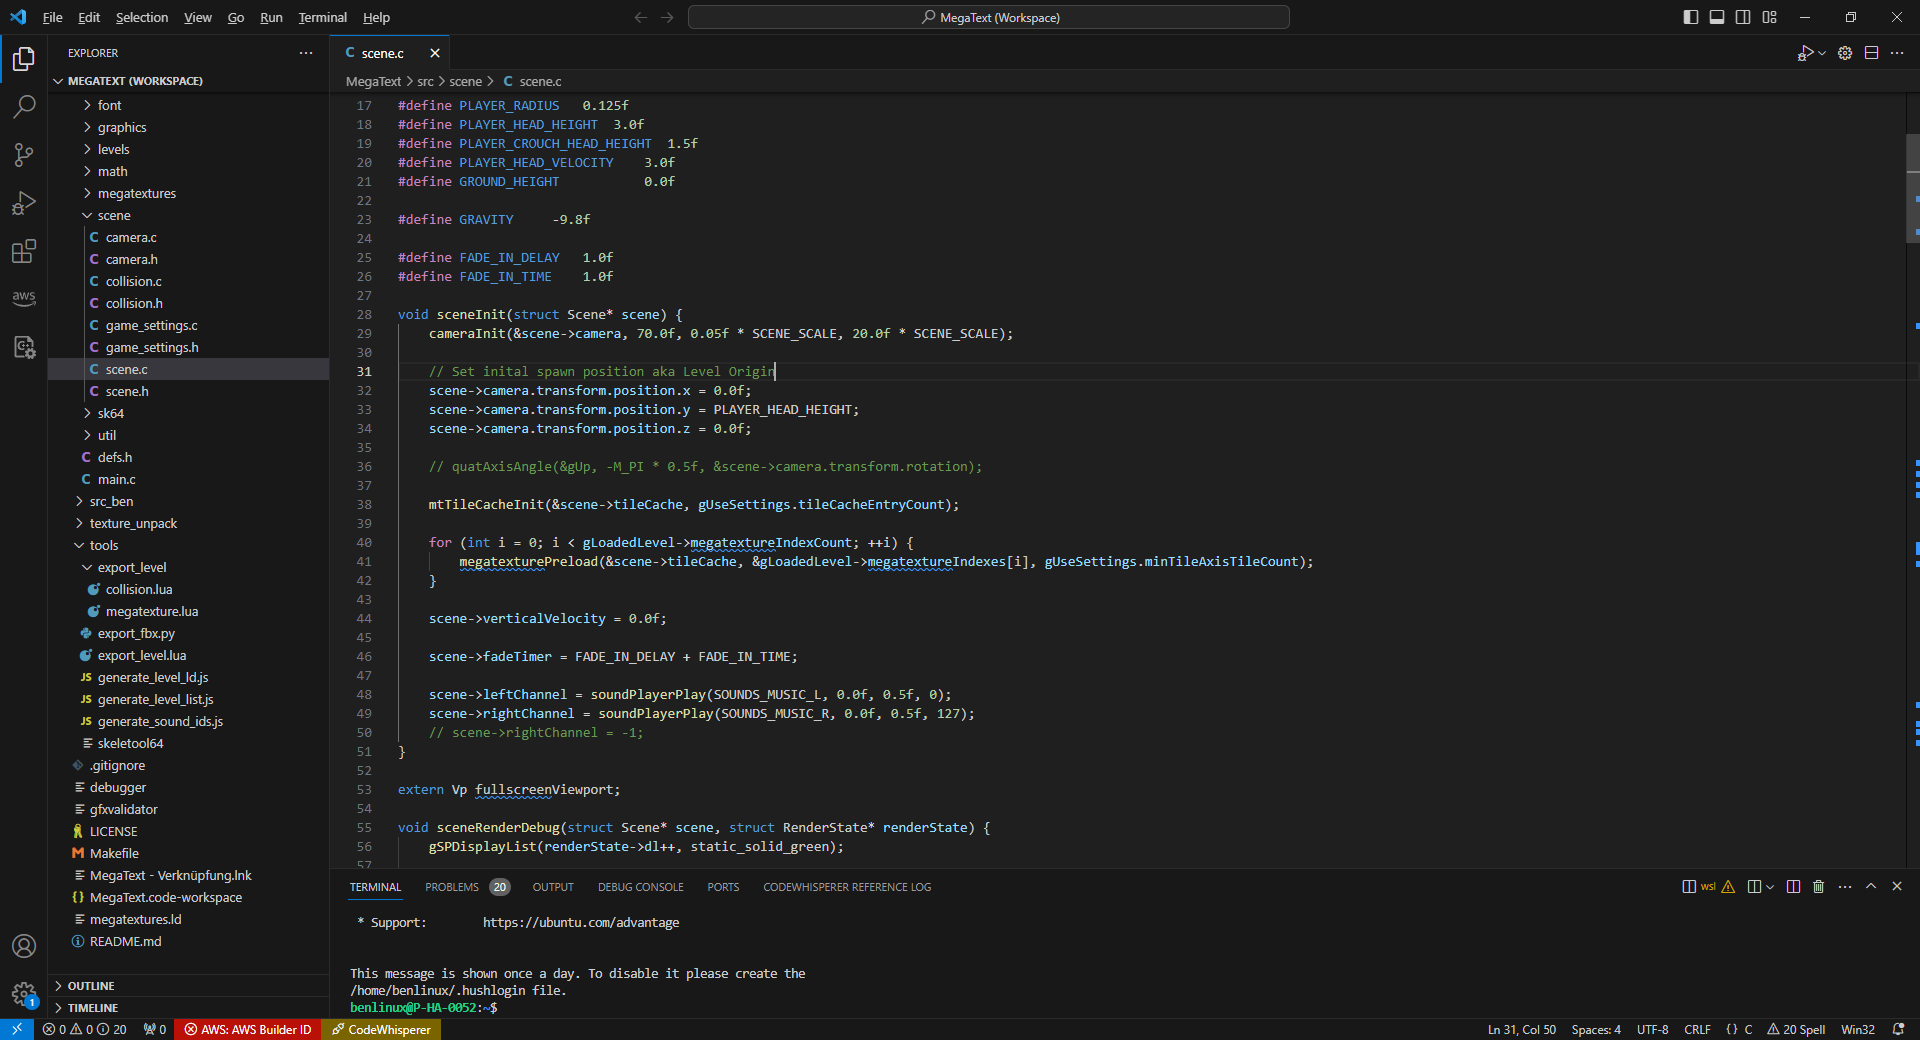 File Edit Selection View Go Run Terminal Help
MegaText (Workspace)
EXPLORER
MEGATEXT (WORKSPACE)
font
graphics
levels
math
megatextures
scene
camera.c
camera.h
collision.c
collision.h
game_settings.c
game_settings.h
scene.c
scene.h
sk64
util
defs.h
main.c
src_ben
texture_unpack
tools
export_level
collision.lua
megatexture.lua
export_fbx.py
export_level.lua
generate_level_ld.js
generate_level_list.js
generate_sound_ids.js
skeletool64
.gitignore
debugger
gfxvalidator
LICENSE
Makefile
MegaText - Verknüpfung.lnk
MegaText.code-workspace
megatextures.ld
README.md
OUTLINE
TIMELINE
aws
1
scene.c
MegaText > src > scene > C scene.c
17 #define PLAYER_RADIUS   0.125f
18 #define PLAYER_HEAD_HEIGHT  3.0f
19 #define PLAYER_CROUCH_HEAD_HEIGHT  1.5f
20 #define PLAYER_HEAD_VELOCITY    3.0f
21 #define GROUND_HEIGHT           0.0f
22
23 #define GRAVITY     -9.8f
24
25 #define FADE_IN_DELAY   1.0f
26 #define FADE_IN_TIME    1.0f
27
28 void sceneInit(struct Scene* scene) {
29     cameraInit(&scene->camera, 70.0f, 0.05f * SCENE_SCALE, 20.0f * SCENE_SCALE);
30
31     // Set inital spawn position aka Level Origin
32     scene->camera.transform.position.x = 0.0f;
33     scene->camera.transform.position.y = PLAYER_HEAD_HEIGHT;
34     scene->camera.transform.position.z = 0.0f;
35
36     // quatAxisAngle(&gUp, -M_PI * 0.5f, &scene->camera.transform.rotation);
37
38     mtTileCacheInit(&scene->tileCache, gUseSettings.tileCacheEntryCount);
39
40     for (int i = 0; i < gLoadedLevel->megatextureIndexCount; ++i) {
41         megatexturePreload(&scene->tileCache, &gLoadedLevel->megatextureIndexes[i], gUseSettings.minTileAxisTileCount);
42     }
43
44     scene->verticalVelocity = 0.0f;
45
46     scene->fadeTimer = FADE_IN_DELAY + FADE_IN_TIME;
47
48     scene->leftChannel = soundPlayerPlay(SOUNDS_MUSIC_L, 0.0f, 0.5f, 0);
49     scene->rightChannel = soundPlayerPlay(SOUNDS_MUSIC_R, 0.0f, 0.5f, 127);
50     // scene->rightChannel = -1;
51 }
52
53 extern Vp fullscreenViewport;
54
55 void sceneRenderDebug(struct Scene* scene, struct RenderState* renderState) {
56     gSPDisplayList(renderState->dl++, static_solid_green);
57
TERMINAL PROBLEMS 20 OUTPUT DEBUG CONSOLE PORTS CODEWHISPERER REFERENCE LOG
wsl
* Support:        https://ubuntu.com/advantage
This message is shown once a day. To disable it please create the
/home/benlinux/.hushlogin file.
benlinux@P-HA-0052:~$
0 0 20 0 AWS: AWS Builder ID CodeWhisperer
Ln 31, Col 50 Spaces: 4 UTF-8 CRLF {} C 20 Spell Win32